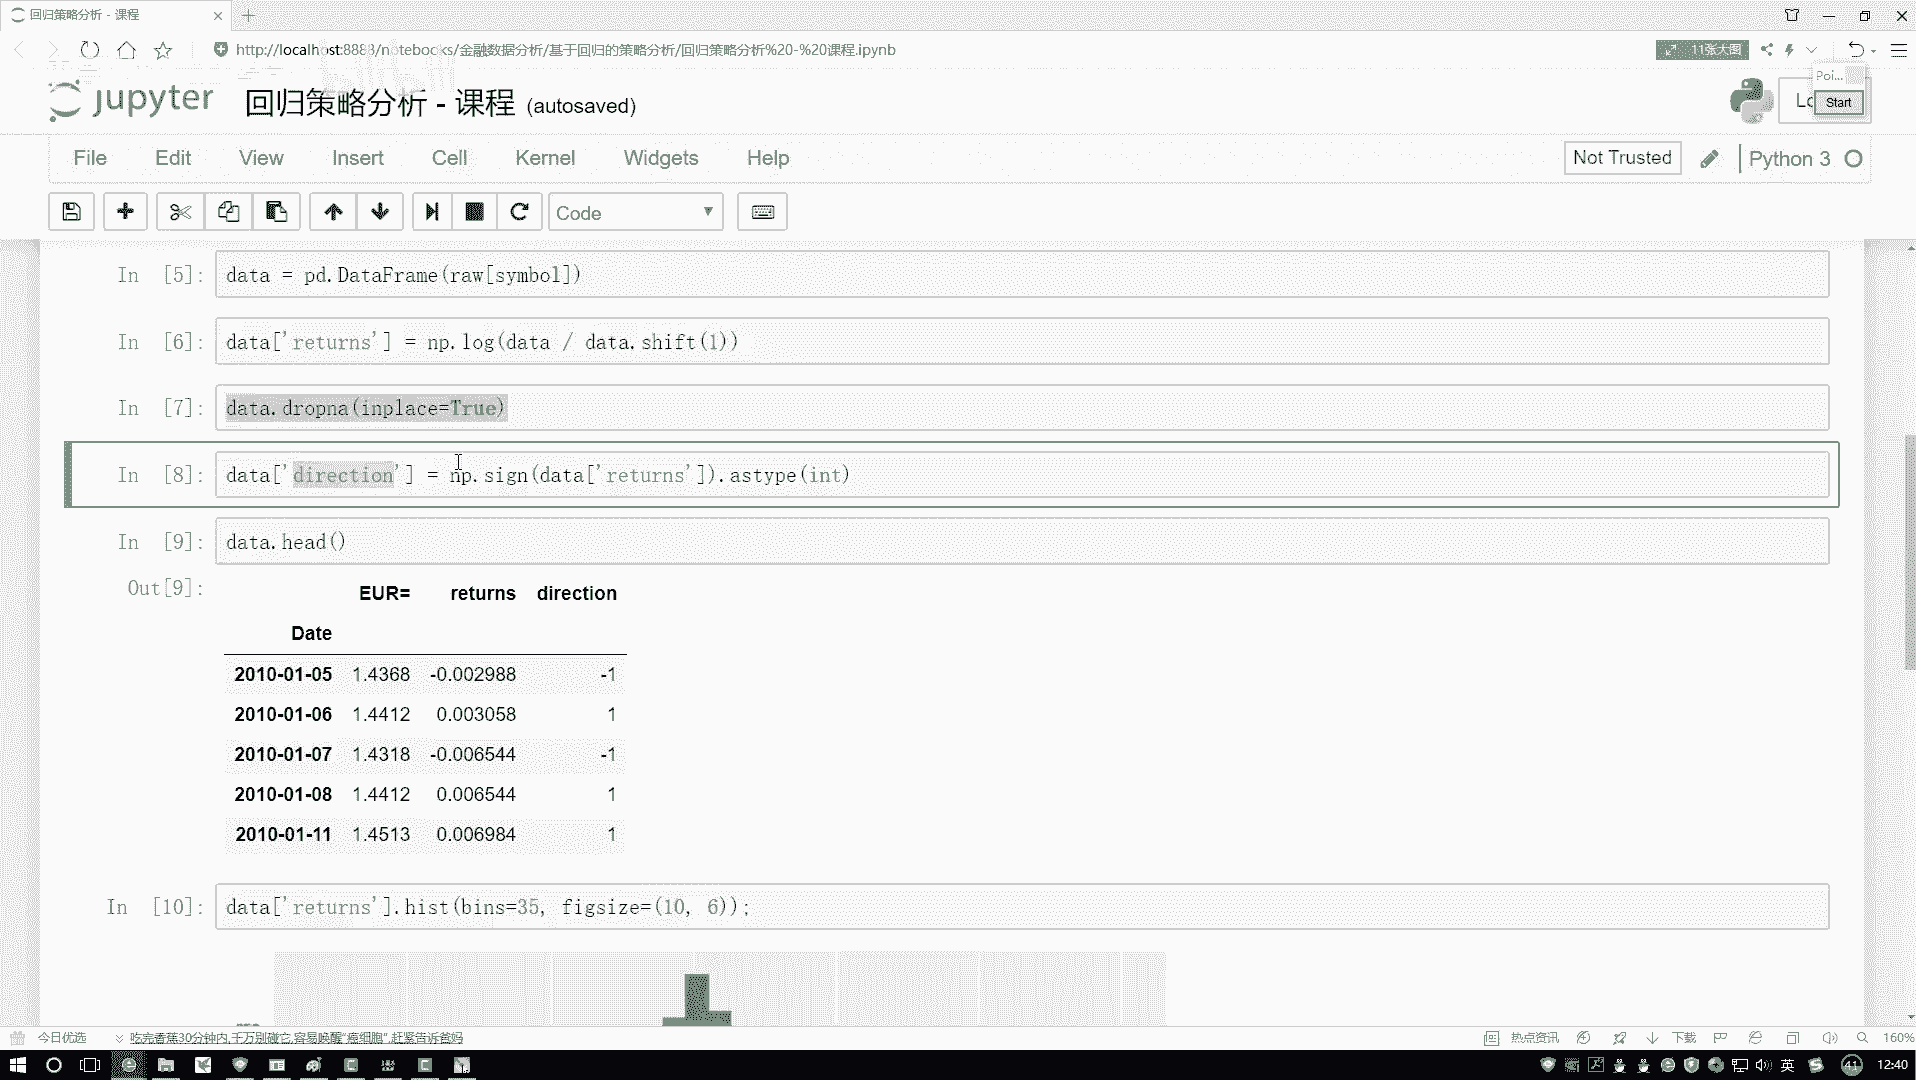 回归策略分析 - 课程
http://localhost:8888/notebooks/金融数据分析/基于回归的策略分析/回归策略分析%20-%20课程.ipynb
11张大图
Poi...
Start
jupyter 回归策略分析 - 课程 (autosaved)
File Edit View Insert Cell Kernel Widgets Help
Not Trusted
Python 3
Code
In [5]: data = pd.DataFrame(raw[symbol])
In [6]: data['returns'] = np.log(data / data.shift(1))
In [7]: data.dropna(inplace=True)
In [8]: data['direction'] = np.sign(data['returns']).astype(int)
In [9]: data.head()
Out[9]:
EUR= returns direction
Date
2010-01-05 1.4368 -0.002988 -1
2010-01-06 1.4412 0.003058 1
2010-01-07 1.4318 -0.006544 -1
2010-01-08 1.4412 0.006544 1
2010-01-11 1.4513 0.006984 1
In [10]: data['returns'].hist(bins=35, figsize=(10, 6));
今日优选
吃完香蕉30分钟内,千万别碰它,容易唤醒"癌细胞",赶紧告诉爸妈
热点资讯
下载
160%
英
41
12:40